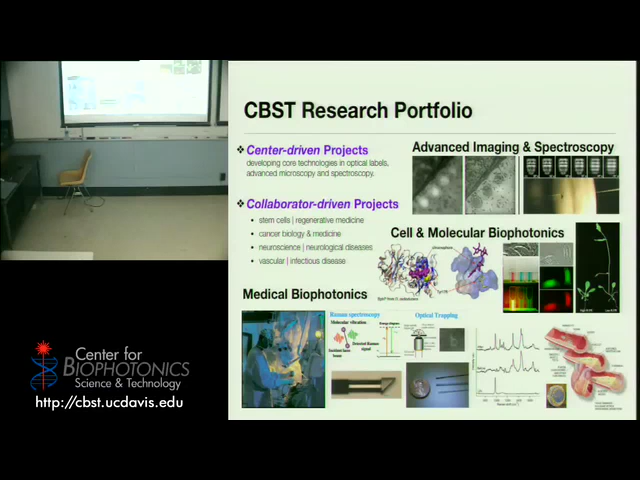 CBST Research Portfolio
❖Center-driven Projects
developing core technologies in optical labels,
advanced microscopy and spectroscopy.
❖Collaborator-driven Projects
• stem cells | regenerative medicine
• cancer biology & medicine
• neuroscience | neurological diseases
• vascular | infectious disease
Advanced Imaging & Spectroscopy
Cell & Molecular Biophotonics
Medical Biophotonics
Raman spectroscopy
Molecular vibration
Optical Trapping
Center for
BIOPHOTONICS
Science & Technology
http://cbst.ucdavis.edu